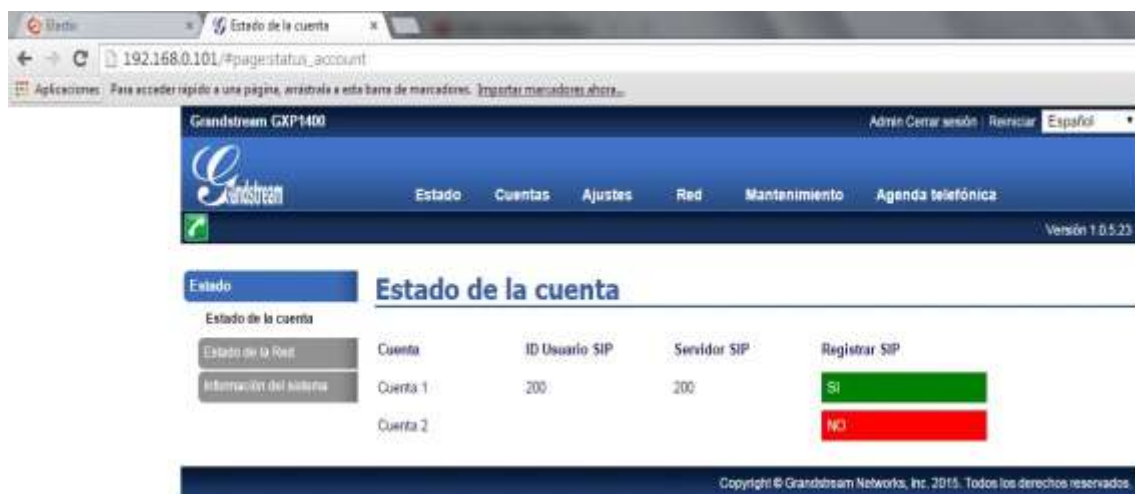 Elastix Estado de la cuenta
192.168.0.101/#page:status_account
Aplicaciones Para acceder rápido a una página, arrástrala a esta barra de marcadores. Importar marcadores ahora...
Grandstream GXP1400 Admin Cerrar sesión | Reiniciar Español
Grandstream
Estado Cuentas Ajustes Red Mantenimiento Agenda telefónica
Versión 1.0.5.23
Estado
Estado de la cuenta
Estado de la Red
Información del sistema
Estado de la cuenta
Cuenta ID Usuario SIP Servidor SIP Registrar SIP
Cuenta 1 200 200 SI
Cuenta 2 NO
Copyright © Grandstream Networks, Inc. 2015. Todos los derechos reservados.